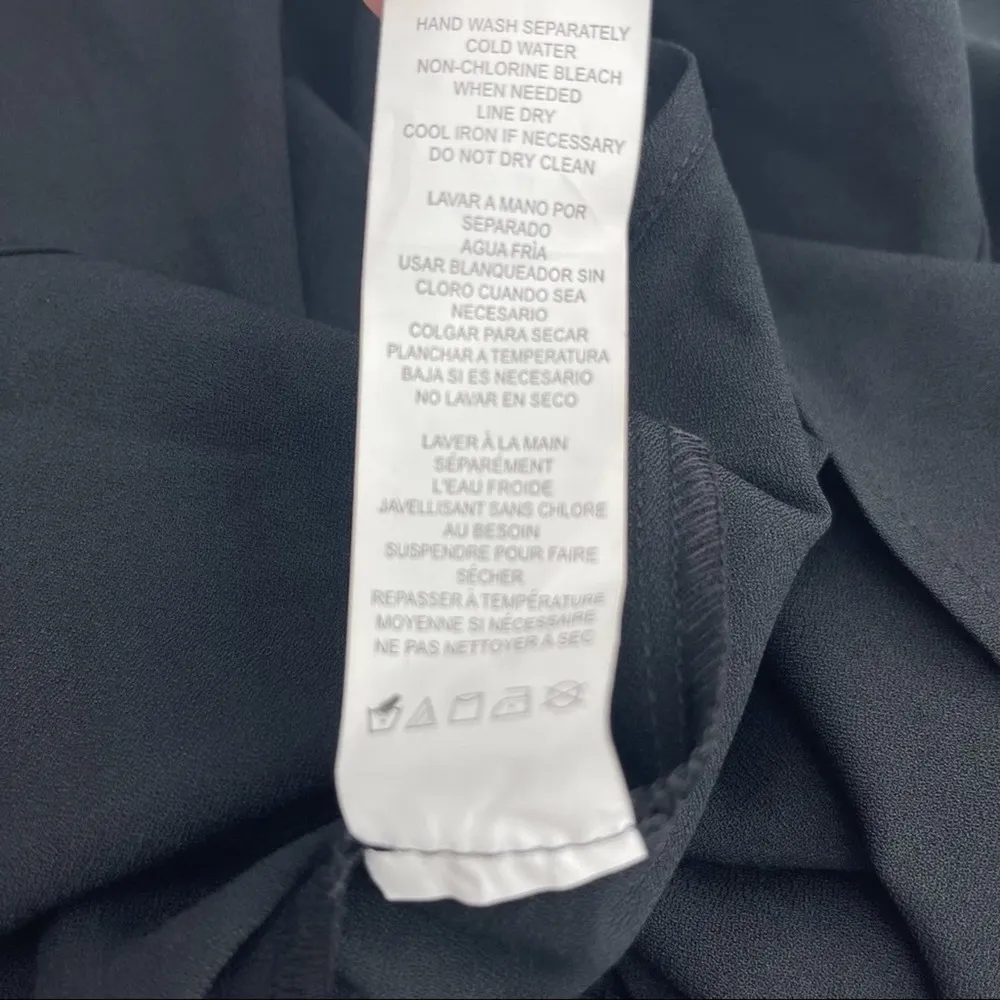 HAND WASH SEPARATELY
COLD WATER
NON-CHLORINE BLEACH
WHEN NEEDED
LINE DRY
COOL IRON IF NECESSARY
DO NOT DRY CLEAN
LAVAR A MANO POR
SEPARADO
AGUA FRÌA
USAR BLANQUEADOR SIN
CLORO CUANDO SEA
NECESARIO
COLGAR PARA SECAR
PLANCHAR A TEMPERATURA
BAJA SI ES NECESARIO
NO LAVAR EN SECO
LAVER À LA MAIN
SÉPARÉMENT
L'EAU FROIDE
JAVELLISANT SANS CHLORE
AU BESOIN
SUSPENDRE POUR FAIRE
SÉCHER
REPASSER À TEMPÉRATURE
MOYENNE SI NÉCESSAIRE
NE PAS NETTOYER A SEC